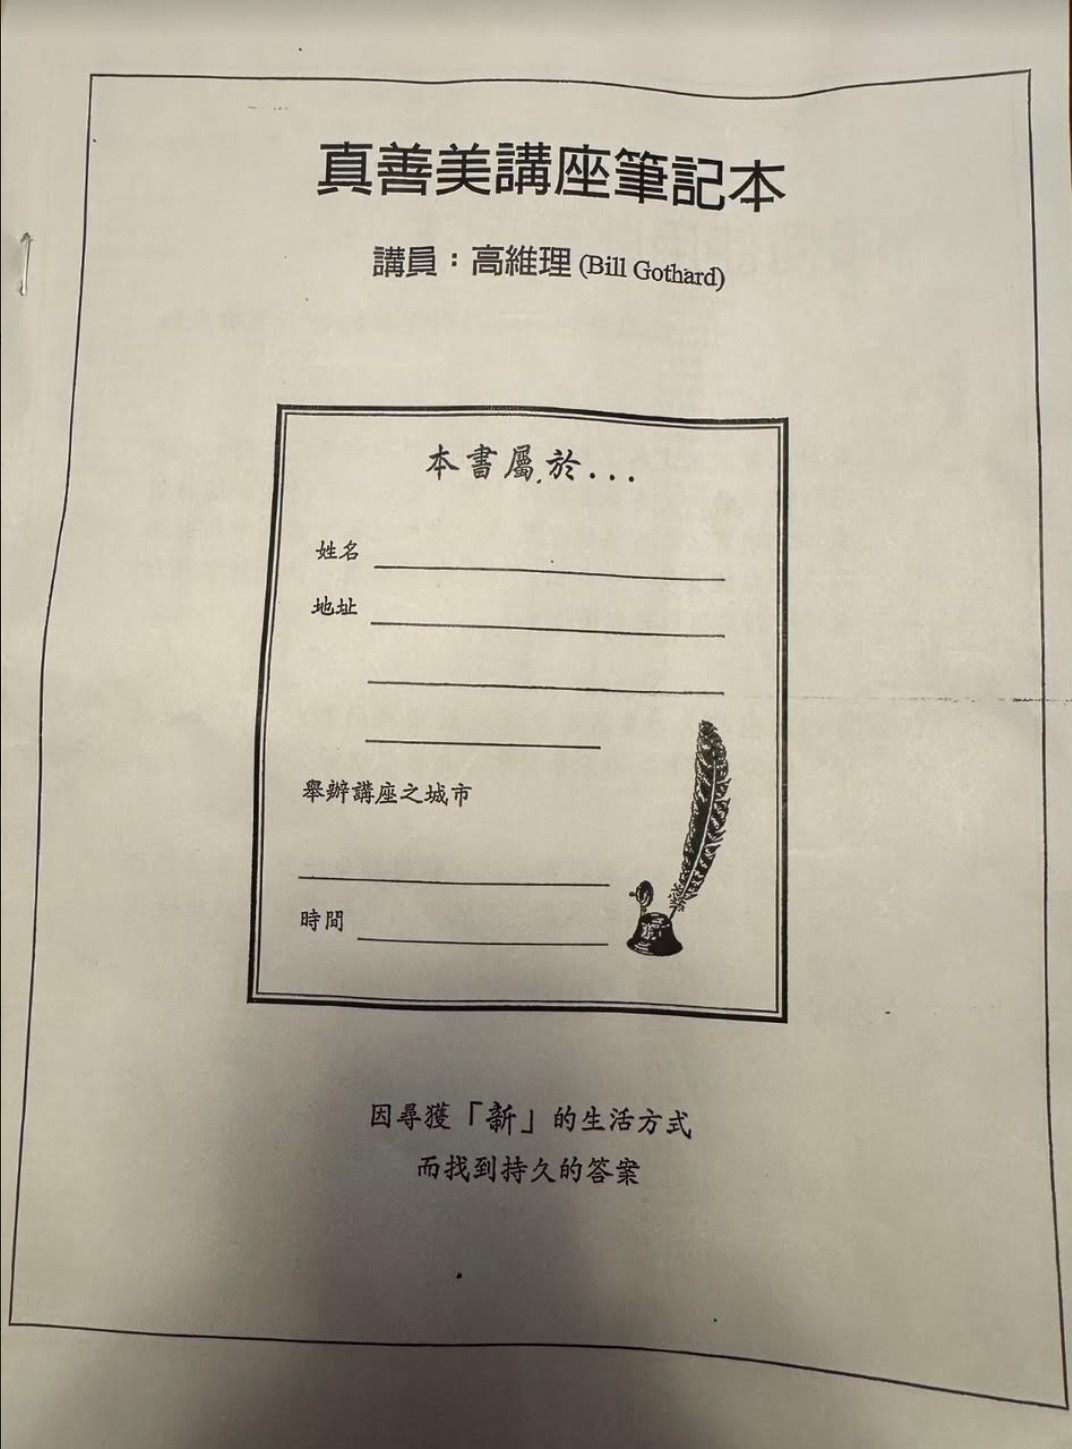 真善美講座筆記本
講員：高維理 (Bill Gothard)
本書屬於...
姓名
地址
舉辦講座之城市
時間
因尋獲「新」的生活方式
而找到持久的答案